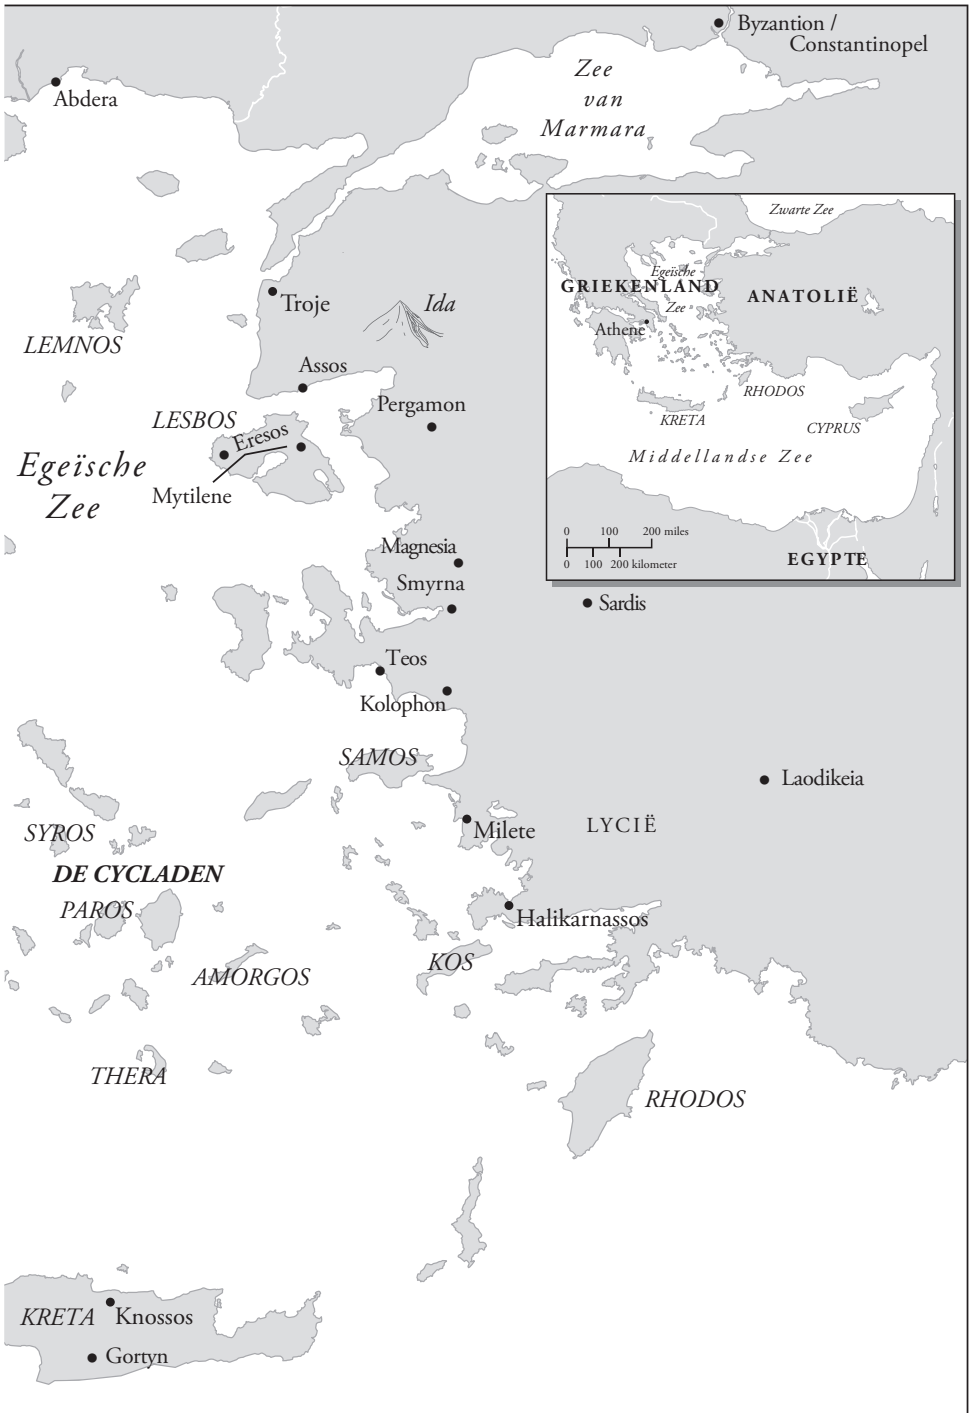 Byzantion /
Constantinopel
Zee
van
Marmara
Abdera
Troje
Ida
LEMNOS
Assos
Pergamon
LESBOS
Eresos
Mytilene
Egeïsche
Zee
Magnesia
Smyrna
Sardis
Teos
Kolophon
SAMOS
Laodikeia
Milete
LYCIË
SYROS
DE CYCLADEN
PAROS
Halikarnassos
KOS
AMORGOS
THERA
RHODOS
KRETA
Knossos
Gortyn
Zwarte Zee
Egeïsche
GRIEKENLAND
Zee
ANATOLIË
Athene
RHODOS
KRETA
CYPRUS
Middellandse Zee
0 100 200 miles
0 100 200 kilometer
EGYPTE